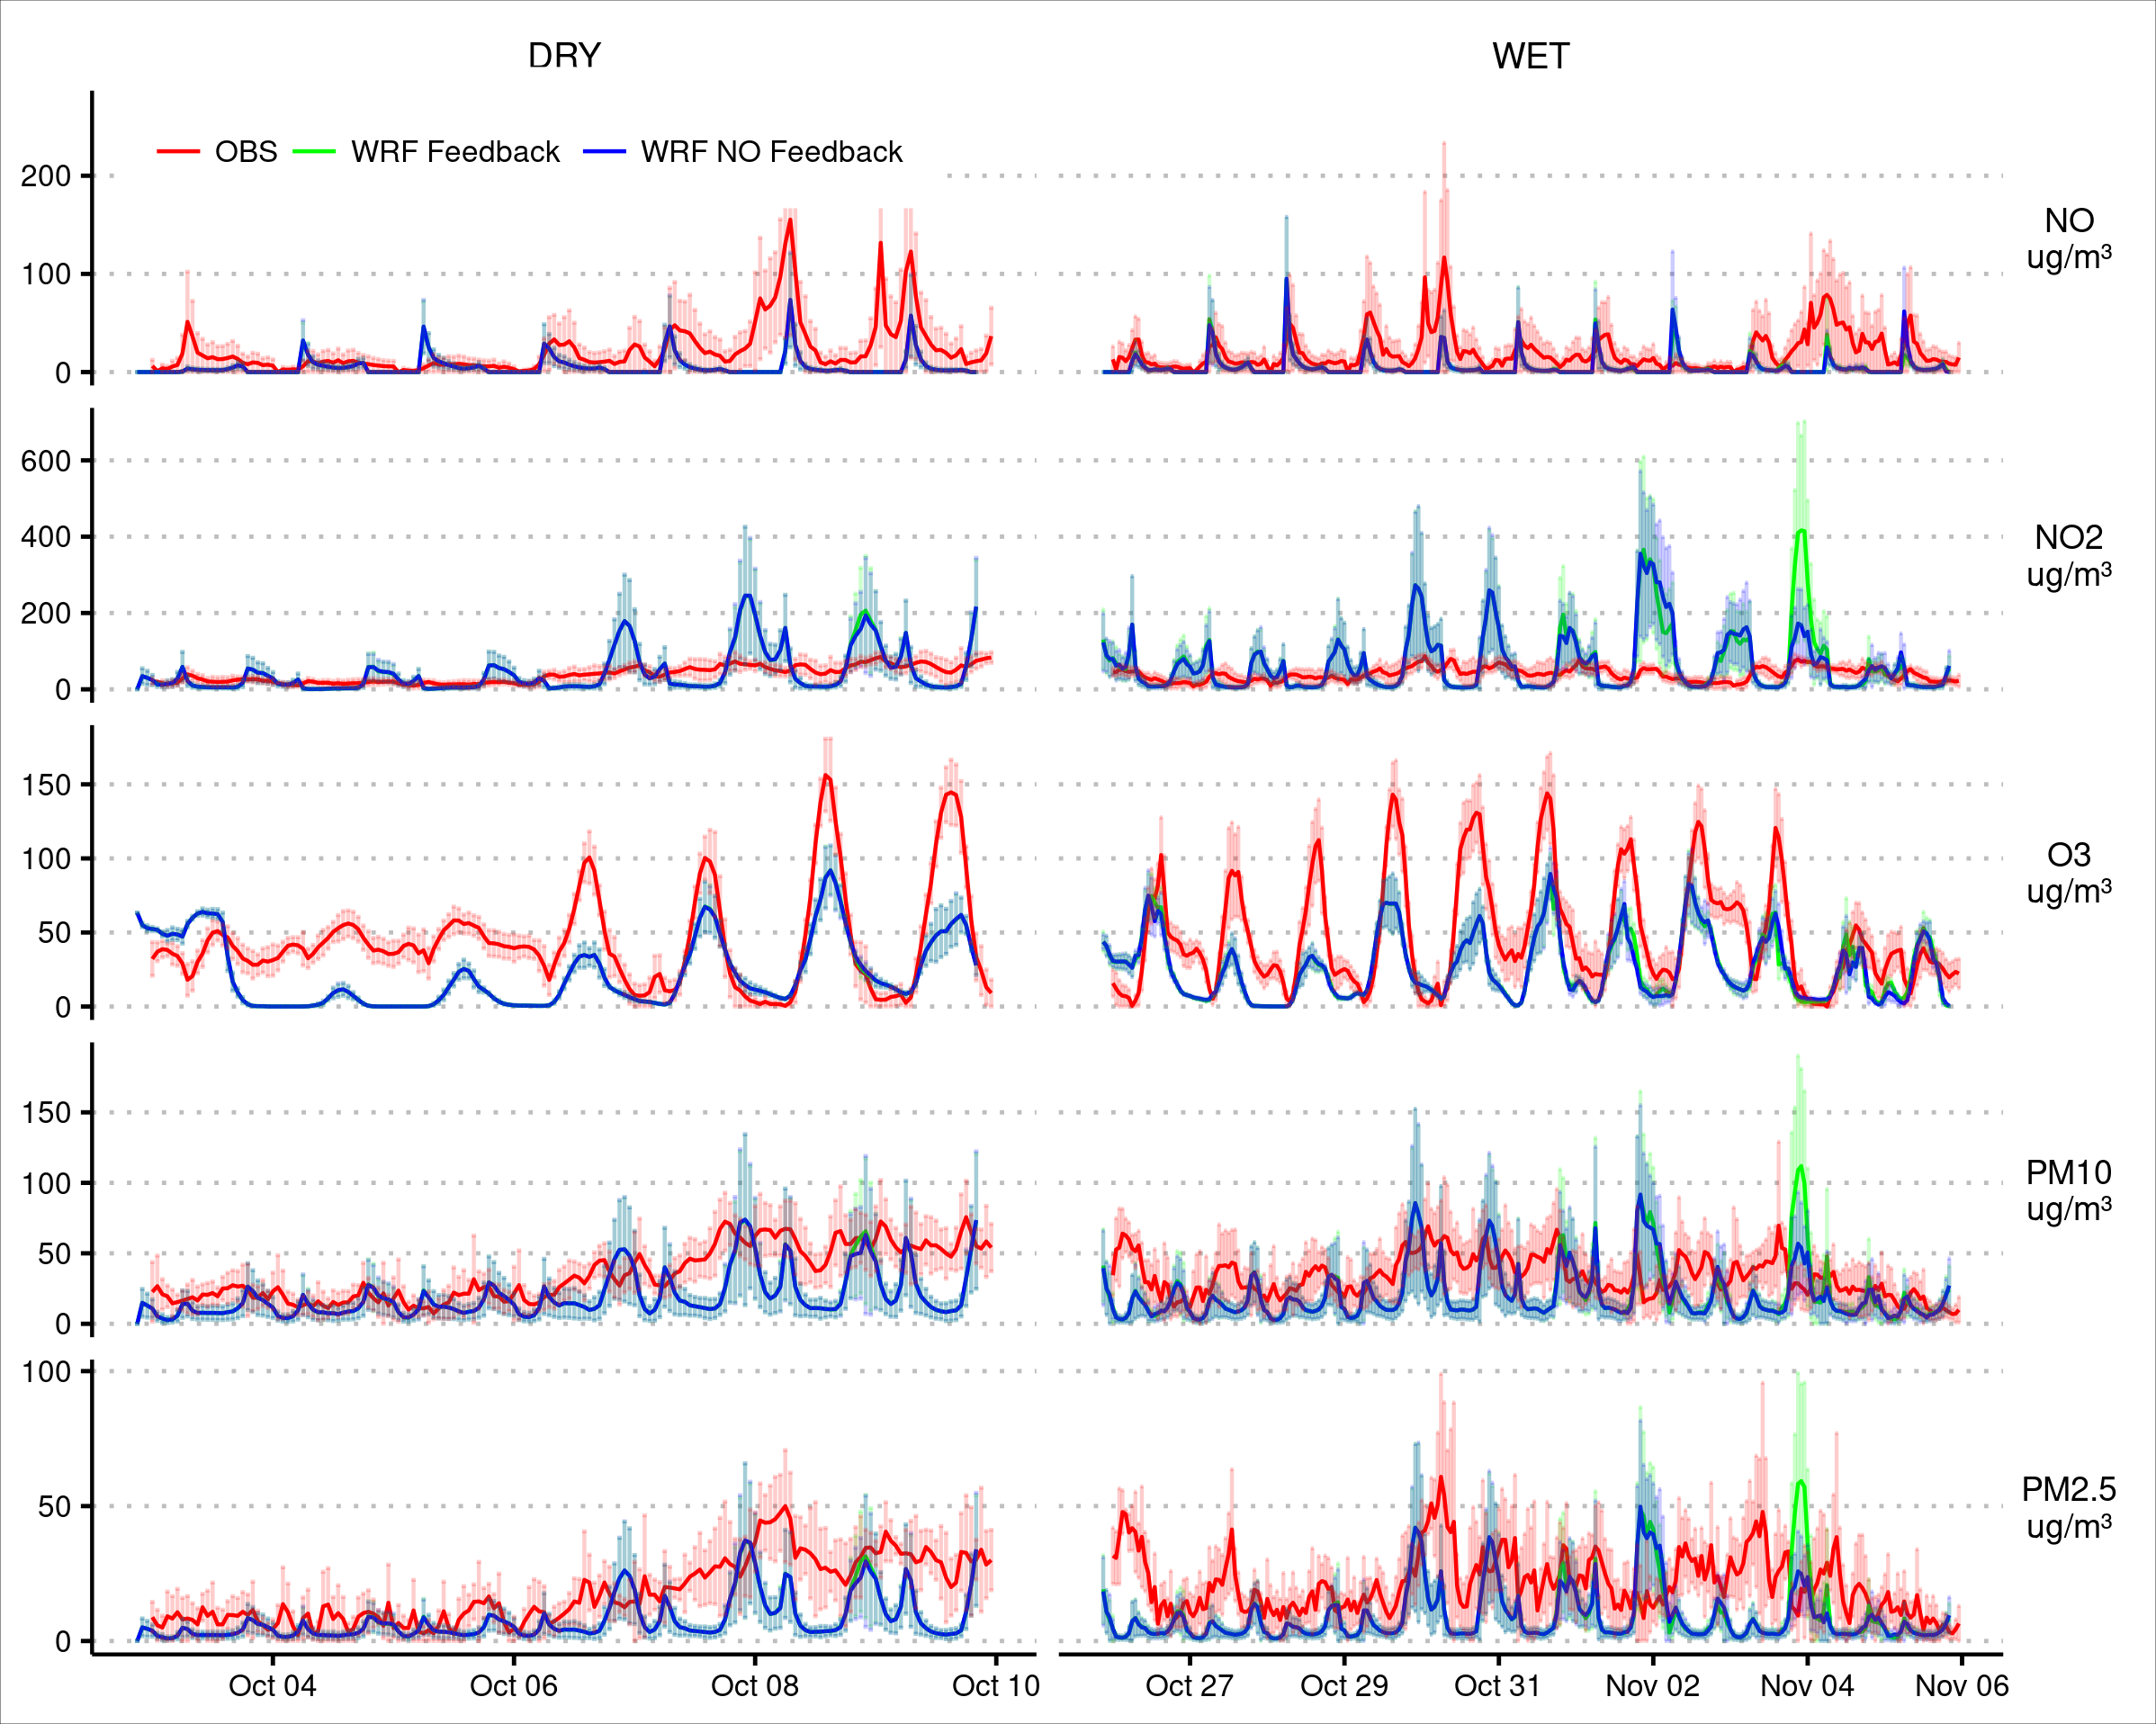 DRY WET
OBS WRF Feedback WRF NO Feedback
200
100
0
NO
ug/m³
600
400
200
0
NO2
ug/m³
150
100
50
0
O3
ug/m³
150
100
50
0
PM10
ug/m³
100
50
0
PM2.5
ug/m³
Oct 04 Oct 06 Oct 08 Oct 10 Oct 27 Oct 29 Oct 31 Nov 02 Nov 04 Nov 06